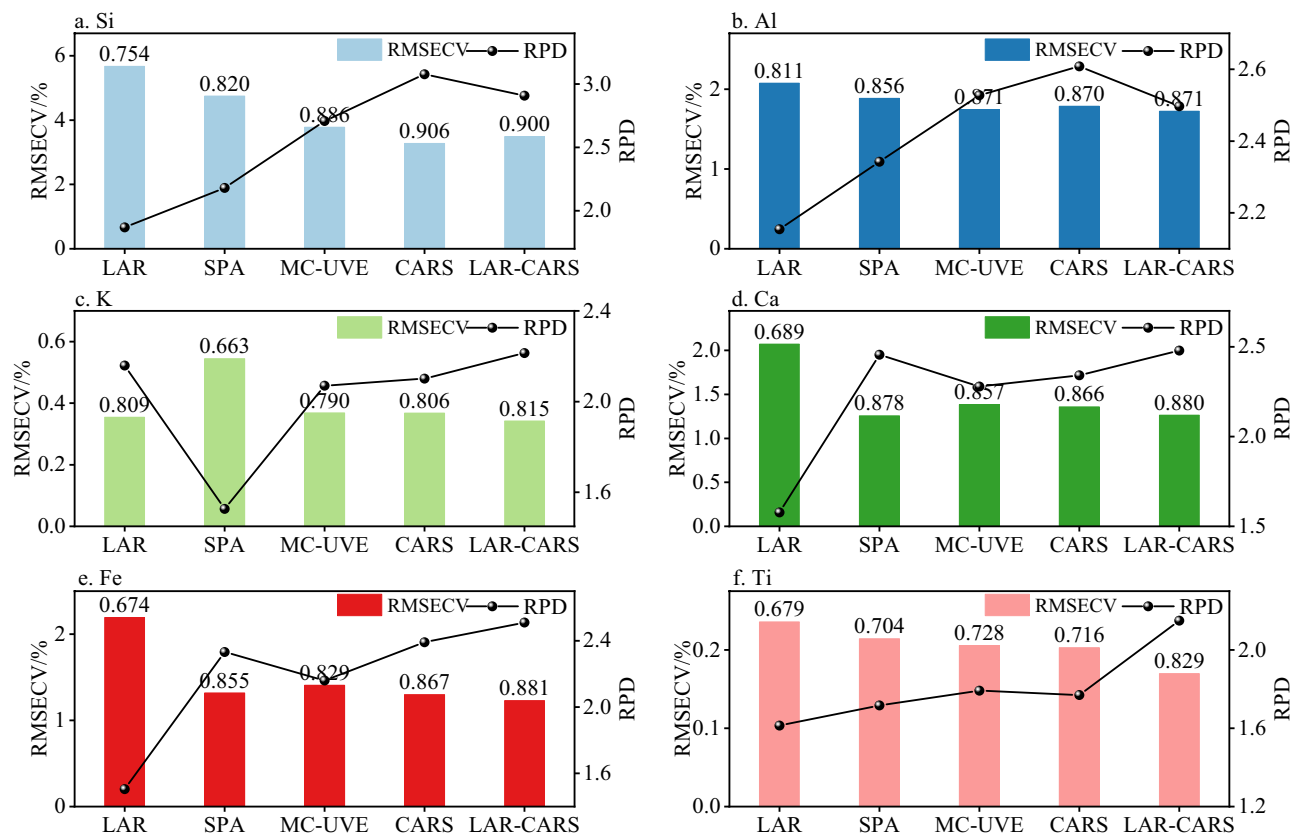 a. Si
RMSECV RPD
0.754 0.820 0.886 0.906 0.900
RMSECV/%
6
4
2
0
3.0
2.5
2.0
RPD
LAR SPA MC-UVE CARS LAR-CARS
b. Al
RMSECV RPD
0.811 0.856 0.871 0.870 0.871
RMSECV/%
2
1
0
2.6
2.4
2.2
RPD
LAR SPA MC-UVE CARS LAR-CARS
c. K
RMSECV RPD
0.809 0.663 0.790 0.806 0.815
RMSECV/%
0.6
0.4
0.2
0.0
2.4
2.0
1.6
RPD
LAR SPA MC-UVE CARS LAR-CARS
d. Ca
RMSECV RPD
0.689 0.878 0.857 0.866 0.880
RMSECV/%
2.0
1.5
1.0
0.5
0.0
2.5
2.0
1.5
RPD
LAR SPA MC-UVE CARS LAR-CARS
e. Fe
RMSECV RPD
0.674 0.855 0.829 0.867 0.881
RMSECV/%
2
1
0
2.4
2.0
1.6
RPD
LAR SPA MC-UVE CARS LAR-CARS
f. Ti
RMSECV RPD
0.679 0.704 0.728 0.716 0.829
RMSECV/%
0.2
0.1
0.0
2.0
1.6
1.2
RPD
LAR SPA MC-UVE CARS LAR-CARS